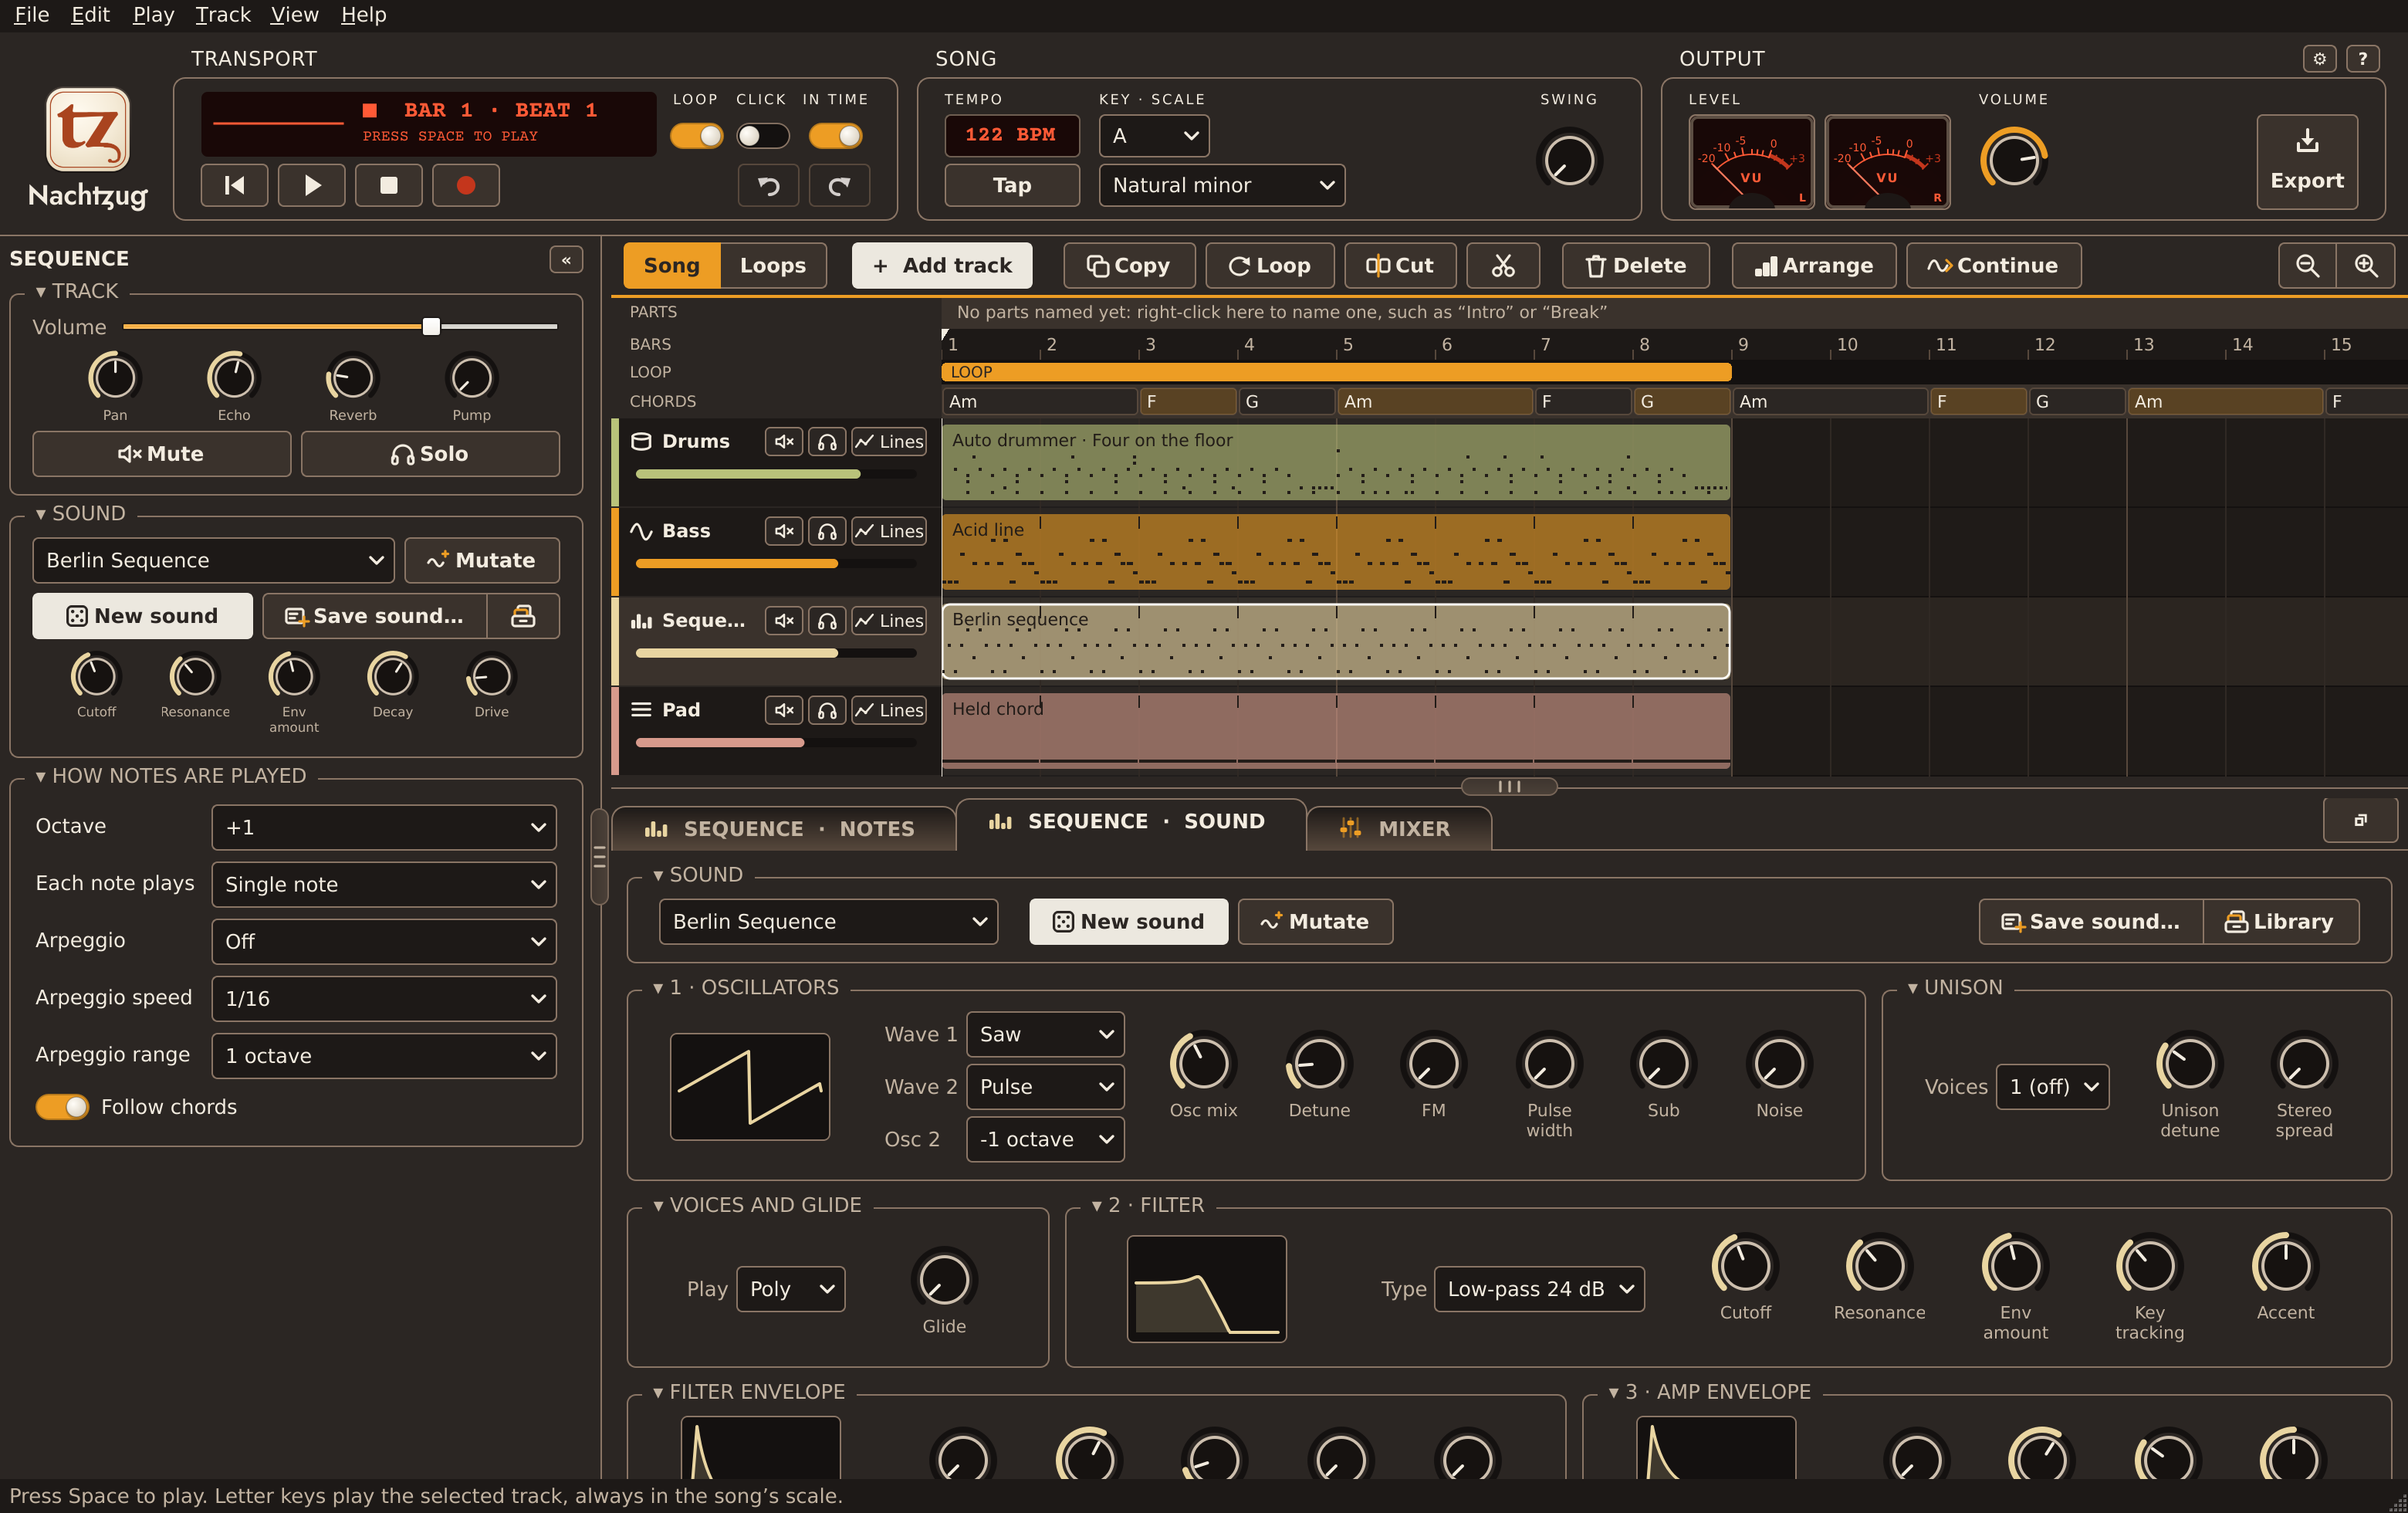 File Edit Play Track View Help
TRANSPORT
SONG
OUTPUT
⚙ ?
tz
Nachtzug
BAR 1 · BEAT 1
PRESS SPACE TO PLAY
LOOP CLICK IN TIME
TEMPO
122 BPM
Tap
KEY · SCALE
A
Natural minor
SWING
LEVEL
-20 -10 -5 0 +3
VU
L
-20 -10 -5 0 +3
VU
R
VOLUME
Export
SEQUENCE «
▾ TRACK
Volume
Pan Echo Reverb Pump
Mute Solo
▾ SOUND
Berlin Sequence Mutate
New sound Save sound…
Cutoff Resonance Env amount Decay Drive
▾ HOW NOTES ARE PLAYED
Octave +1
Each note plays Single note
Arpeggio Off
Arpeggio speed 1/16
Arpeggio range 1 octave
Follow chords
Song Loops + Add track Copy Loop Cut Delete Arrange Continue
PARTS No parts named yet: right-click here to name one, such as “Intro” or “Break”
BARS 1 2 3 4 5 6 7 8 9 10 11 12 13 14 15
LOOP LOOP
CHORDS Am F G Am F G Am F G Am F
Drums Lines Auto drummer · Four on the floor
Bass Lines Acid line
Seque… Lines Berlin sequence
Pad Lines Held chord
SEQUENCE · NOTES SEQUENCE · SOUND MIXER
▾ SOUND
Berlin Sequence New sound Mutate Save sound… Library
▾ 1 · OSCILLATORS
Wave 1 Saw
Wave 2 Pulse
Osc 2 -1 octave
Osc mix Detune FM Pulse width Sub Noise
▾ UNISON
Voices 1 (off)
Unison detune Stereo spread
▾ VOICES AND GLIDE
Play Poly
Glide
▾ 2 · FILTER
Type Low-pass 24 dB
Cutoff Resonance Env amount Key tracking Accent
▾ FILTER ENVELOPE
▾ 3 · AMP ENVELOPE
Press Space to play. Letter keys play the selected track, always in the song’s scale.